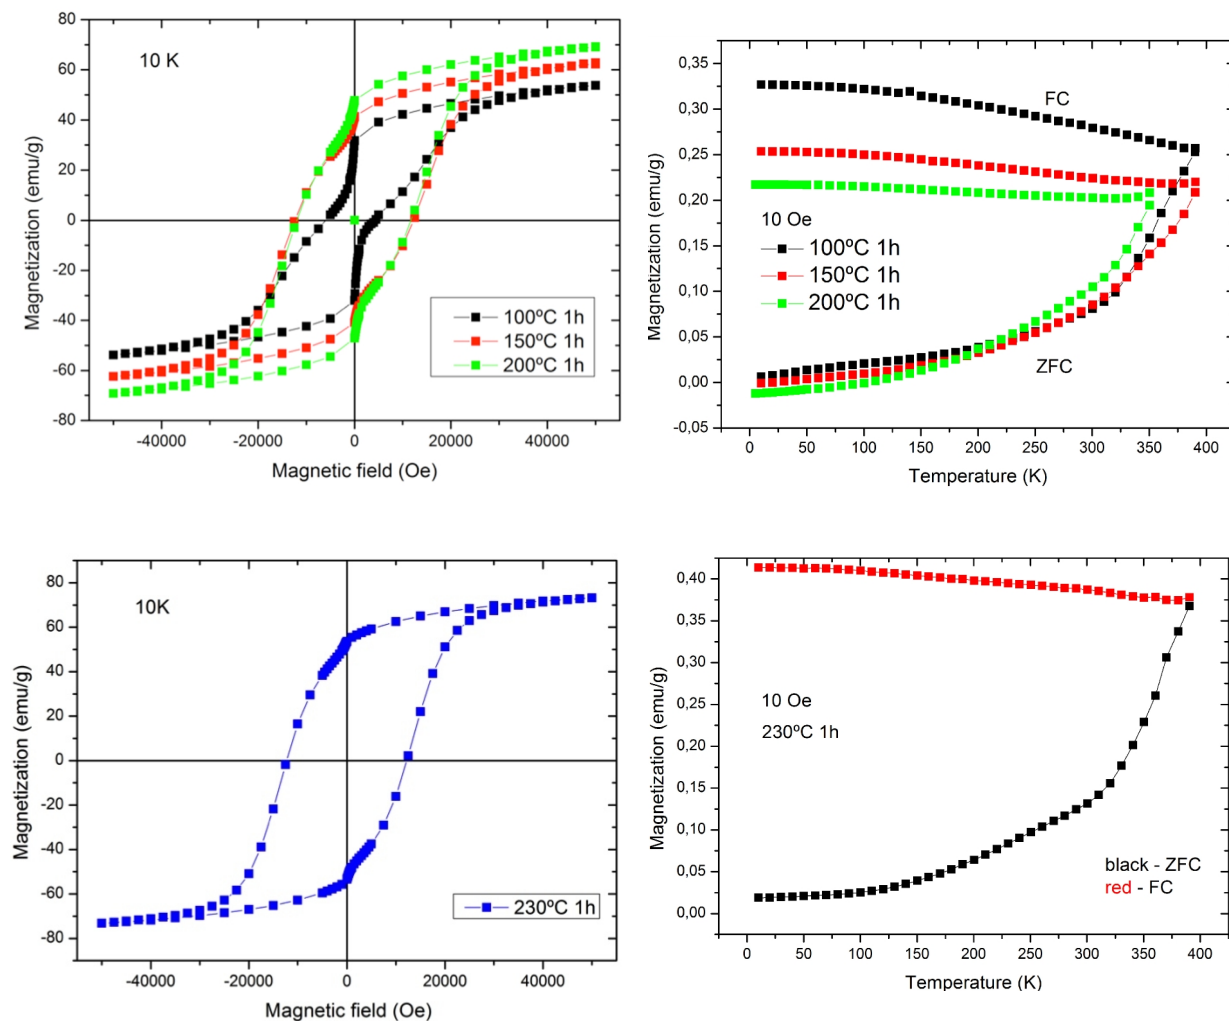 10 K
80
60
40
20
0
-20
-40
-60
-80
Magnetization (emu/g)
-40000 -20000 0 20000 40000
Magnetic field (Oe)
100ºC 1h
150ºC 1h
200ºC 1h
0,35
0,30
0,25
0,20
0,15
0,10
0,05
0,00
-0,05
Magnetization (emu/g)
FC
10 Oe
100ºC 1h
150ºC 1h
200ºC 1h
ZFC
0 50 100 150 200 250 300 350 400
Temperature (K)
10K
80
60
40
20
0
-20
-40
-60
-80
Magnetization (emu/g)
230ºC 1h
-40000 -20000 0 20000 40000
Magnetic field (Oe)
0,40
0,35
0,30
0,25
0,20
0,15
0,10
0,05
0,00
Magnetization (emu/g)
10 Oe
230ºC 1h
black - ZFC
red - FC
0 50 100 150 200 250 300 350 400
Temperature (K)